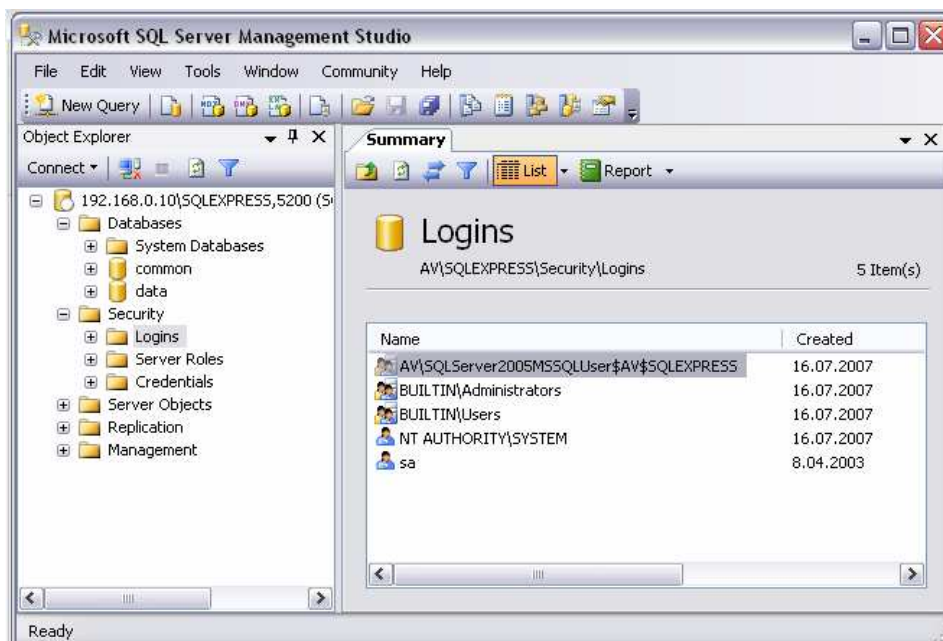 Microsoft SQL Server Management Studio
File Edit View Tools Window Community Help
New Query
Object Explorer
Connect
192.168.0.10\SQLEXPRESS,5200 (S
Databases
System Databases
common
data
Security
Logins
Server Roles
Credentials
Server Objects
Replication
Management
Summary
List Report
Logins
AV\SQLEXPRESS\Security\Logins 5 Item(s)
Name Created
AV\SQLServer2005MSSQLUser$AV$SQLEXPRESS 16.07.2007
BUILTIN\Administrators 16.07.2007
BUILTIN\Users 16.07.2007
NT AUTHORITY\SYSTEM 16.07.2007
sa 8.04.2003
Ready